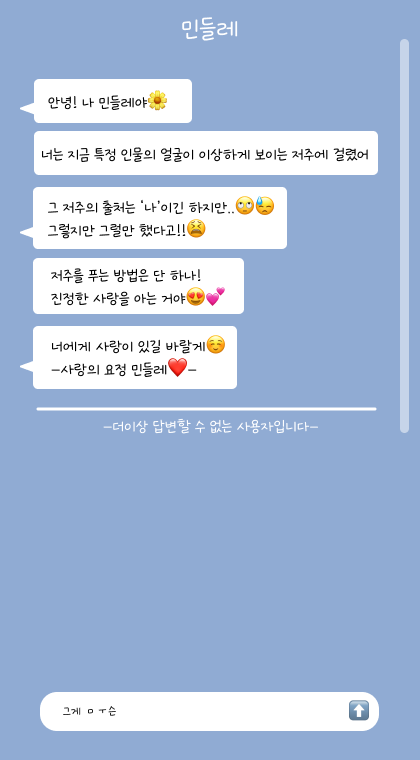 민들레
안녕! 나 민들레야🌼
너는 지금 특정 인물의 얼굴이 이상하게 보이는 저주에 걸렸어
그 저주의 출처는 '나'이긴 하지만..🙄😓
그렇지만 그럴만 했다고!!😫
저주를 푸는 방법은 단 하나!
진정한 사랑을 아는 거야😍💕
너에게 사랑이 있길 바랄게☺️
-사랑의 요정 민들레❤️-
-더이상 답변할 수 없는 사용자입니다-
그게 ㅁ ㅜ슨